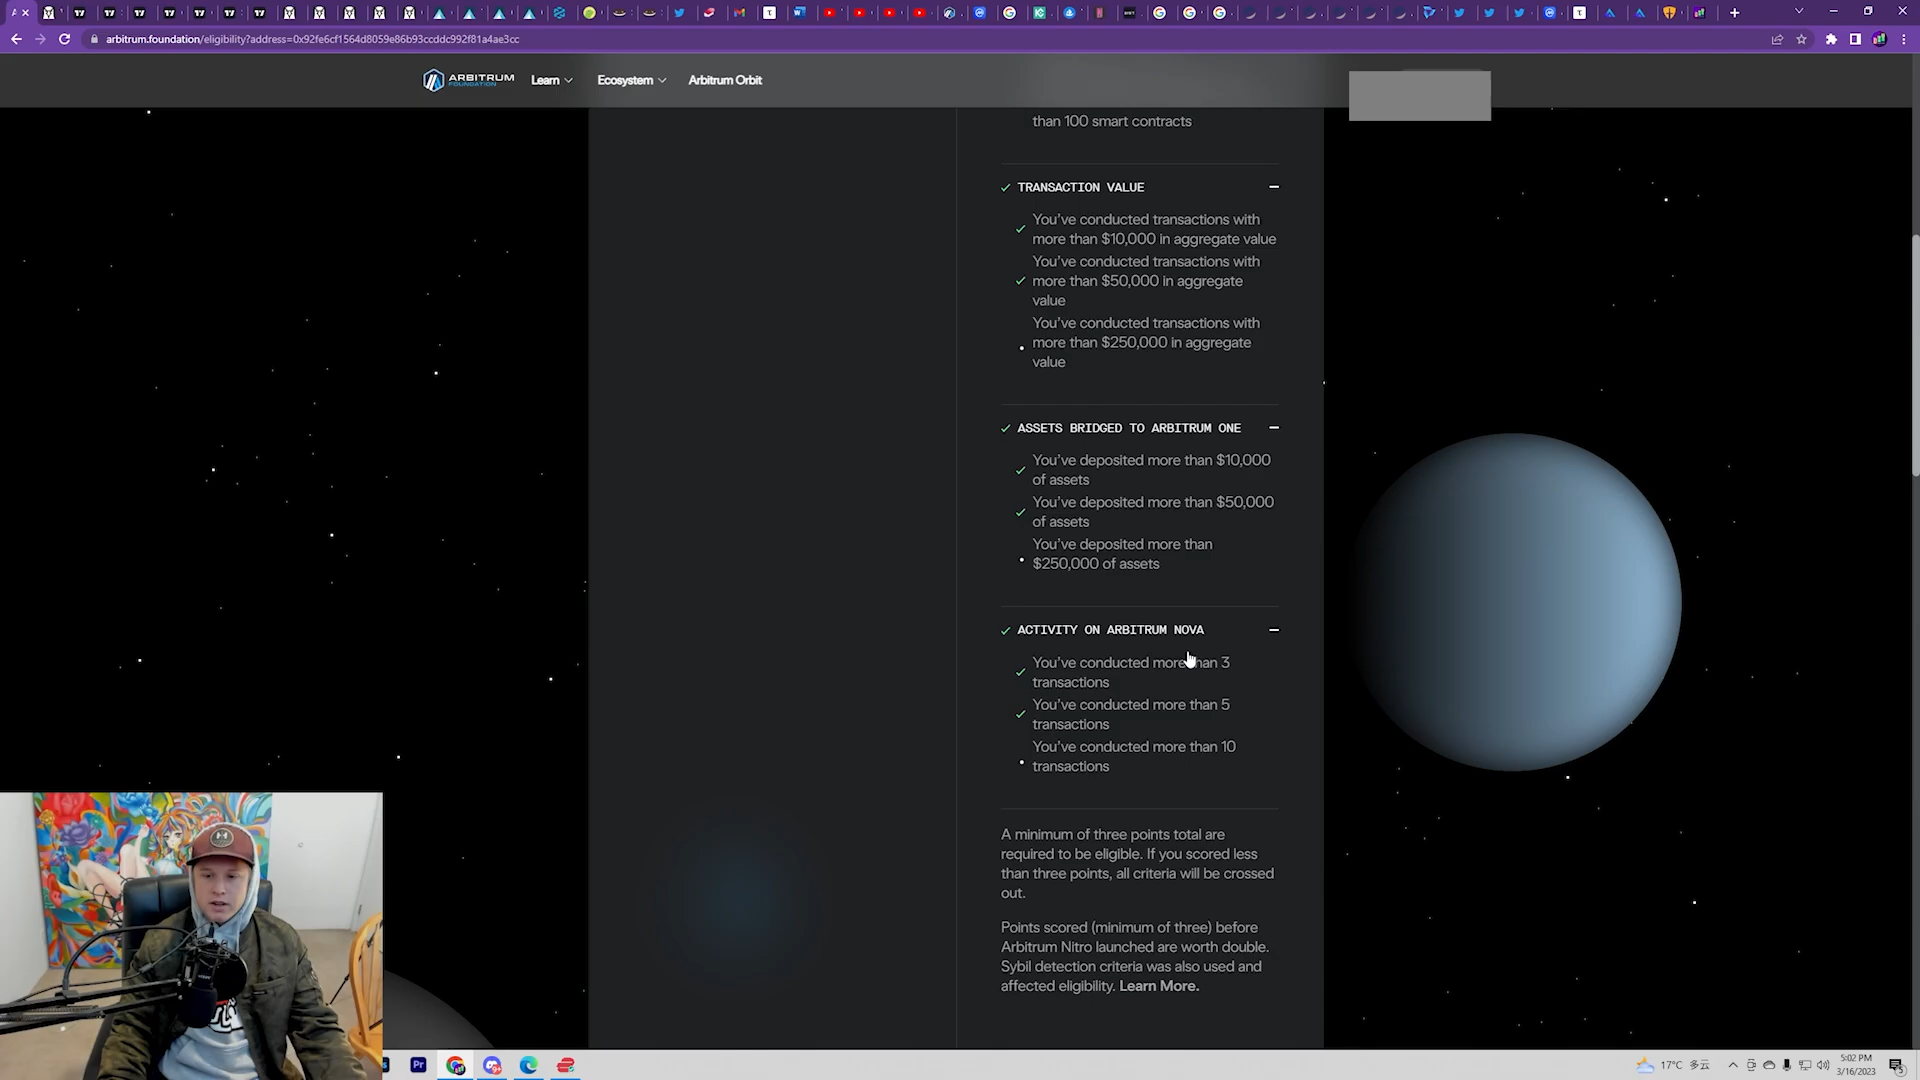 arbitrum.foundation/eligibility?address=0x92fe6cf1564d8059e86b93ccddc992f81a4ae3cc
ARBITRUM
FOUNDATION
Learn
Ecosystem
Arbitrum Orbit
than 100 smart contracts
TRANSACTION VALUE
You've conducted transactions with
more than $10,000 in aggregate value
You've conducted transactions with
more than $50,000 in aggregate
value
You've conducted transactions with
more than $250,000 in aggregate
value
ASSETS BRIDGED TO ARBITRUM ONE
You've deposited more than $10,000
of assets
You've deposited more than $50,000
of assets
You've deposited more than
$250,000 of assets
ACTIVITY ON ARBITRUM NOVA
You've conducted more than 3
transactions
You've conducted more than 5
transactions
You've conducted more than 10
transactions
A minimum of three points total are
required to be eligible. If you scored less
than three points, all criteria will be crossed
out.
Points scored (minimum of three) before
Arbitrum Nitro launched are worth double.
Sybil detection criteria was also used and
affected eligibility. Learn More.
Pr
17°C 多云
5:02 PM
3/16/2023